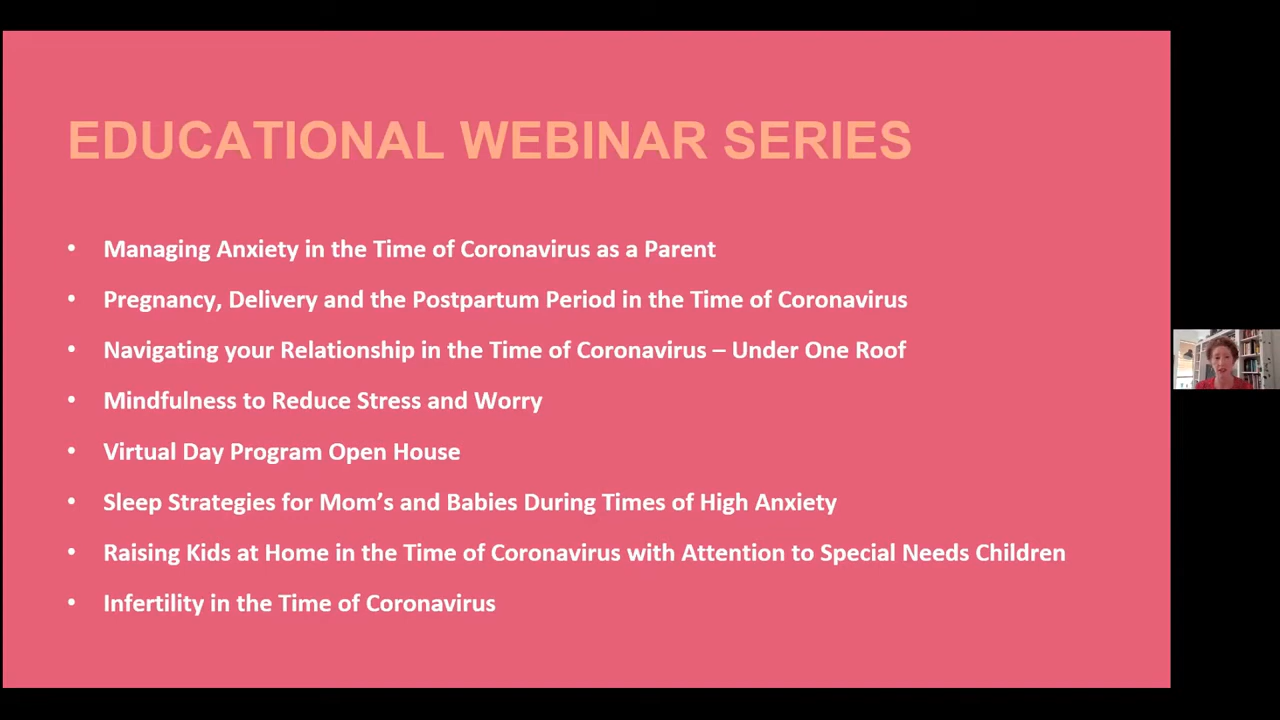 EDUCATIONAL WEBINAR SERIES
• Managing Anxiety in the Time of Coronavirus as a Parent
• Pregnancy, Delivery and the Postpartum Period in the Time of Coronavirus
• Navigating your Relationship in the Time of Coronavirus – Under One Roof
• Mindfulness to Reduce Stress and Worry
• Virtual Day Program Open House
• Sleep Strategies for Mom’s and Babies During Times of High Anxiety
• Raising Kids at Home in the Time of Coronavirus with Attention to Special Needs Children
• Infertility in the Time of Coronavirus